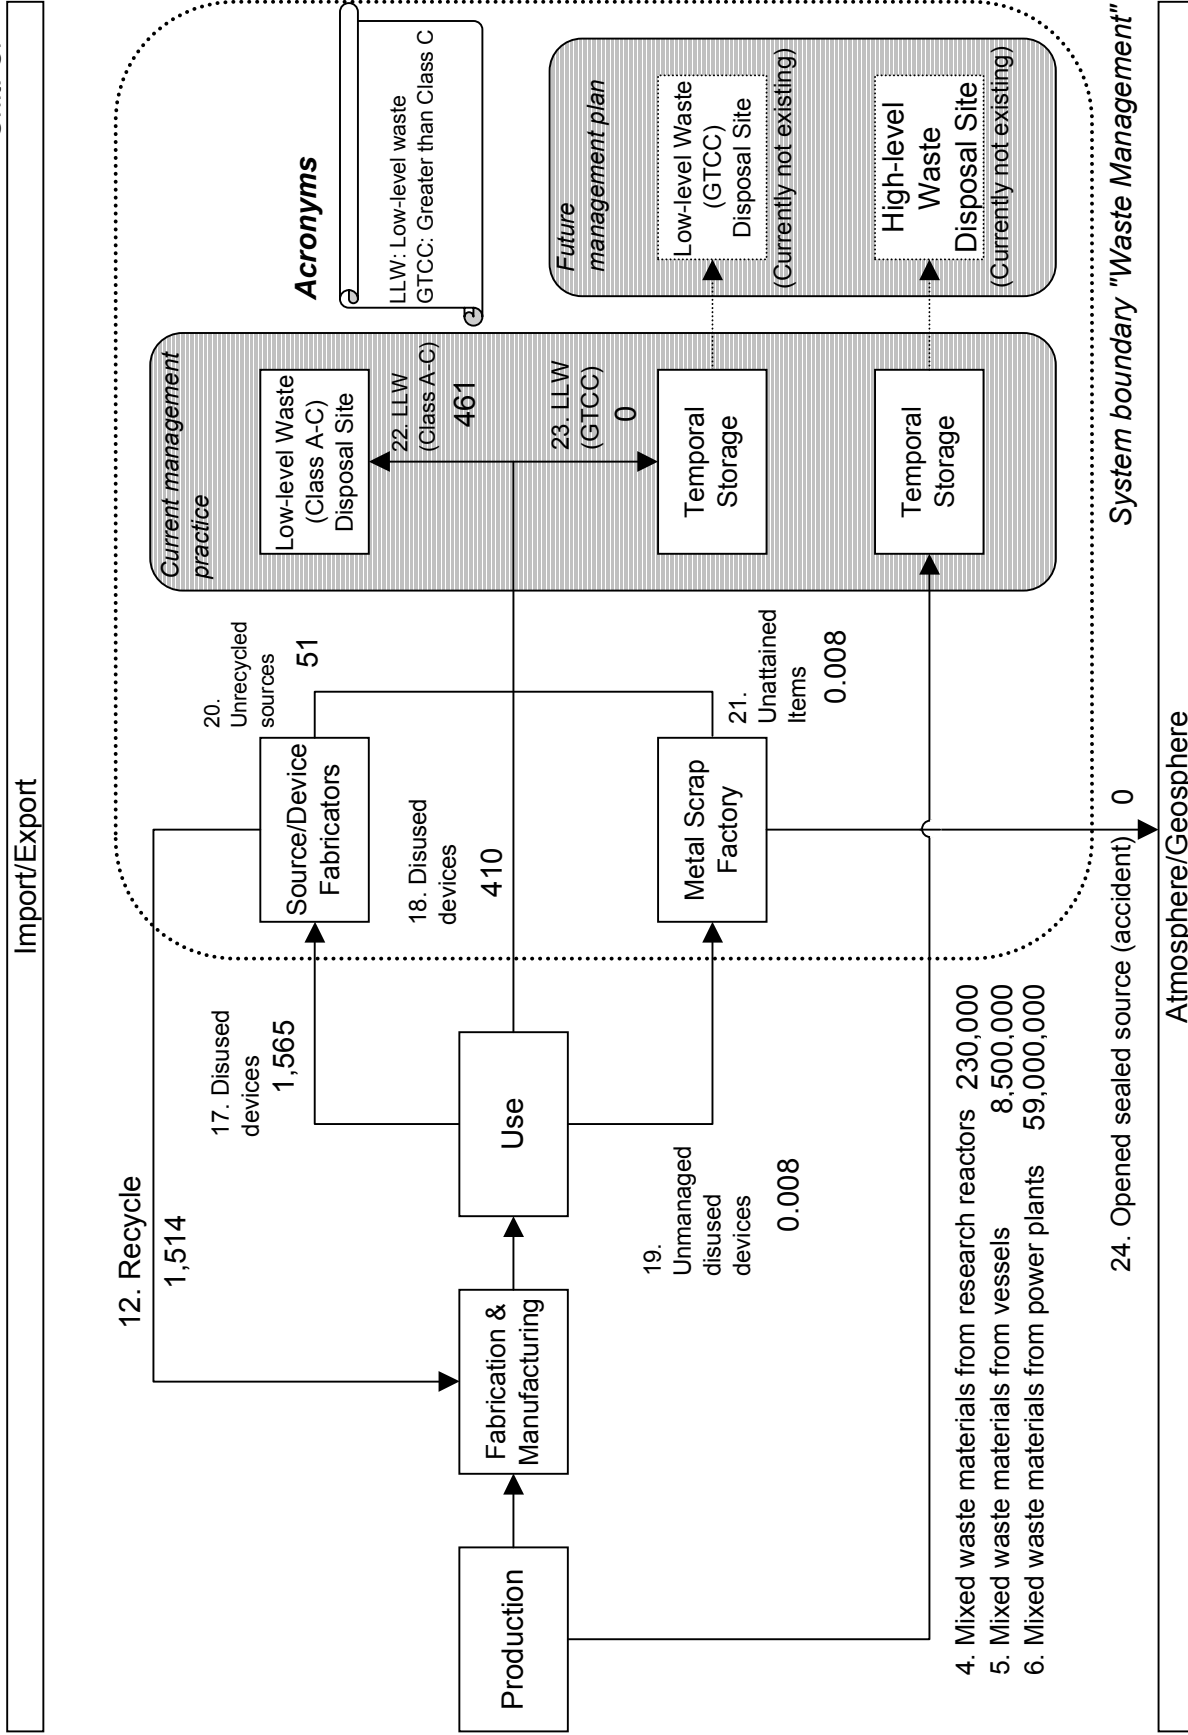 Import/Export
12. Recycle
1,514
17. Disused
devices
1,565
20.
Unrecycled
sources
51
Source/Device
Fabricators
18. Disused
devices
410
Production
Fabrication &
Manufacturing
Use
19.
Unmanaged
disused
devices
0.008
Metal Scrap
Factory
21.
Unattained
Items
0.008
Current management
practice
Low-level Waste
(Class A-C)
Disposal Site
22. LLW
(Class A-C)
461
23. LLW
(GTCC)
0
Temporal
Storage
Temporal
Storage
Acronyms
LLW: Low-level waste
GTCC: Greater than Class C
Future
management plan
Low-level Waste
(GTCC)
Disposal Site
(Currently not existing)
High-level
Waste
Disposal Site
(Currently not existing)
4. Mixed waste materials from research reactors 230,000
5. Mixed waste materials from vessels 8,500,000
6. Mixed waste materials from power plants 59,000,000
24. Opened sealed source (accident) 0
System boundary "Waste Management"
Atmosphere/Geosphere